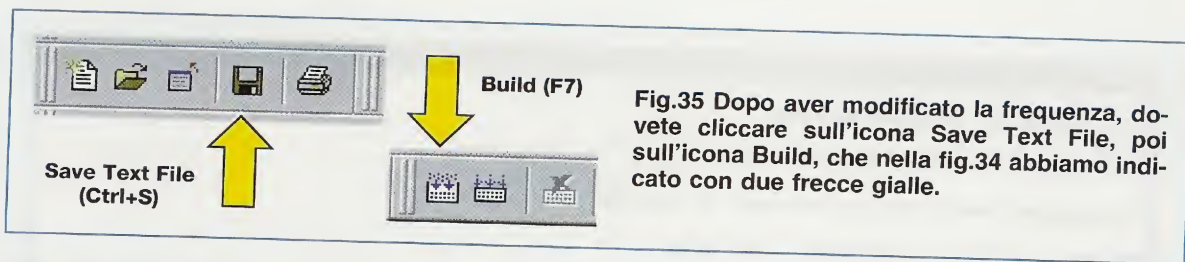 Save Text File
(Ctrl+S)
Build (F7)
Fig.35 Dopo aver modificato la frequenza, do-
vete cliccare sull'icona Save Text File, poi
sull'icona Build, che nella fig.34 abbiamo indi-
cato con due frecce gialle.